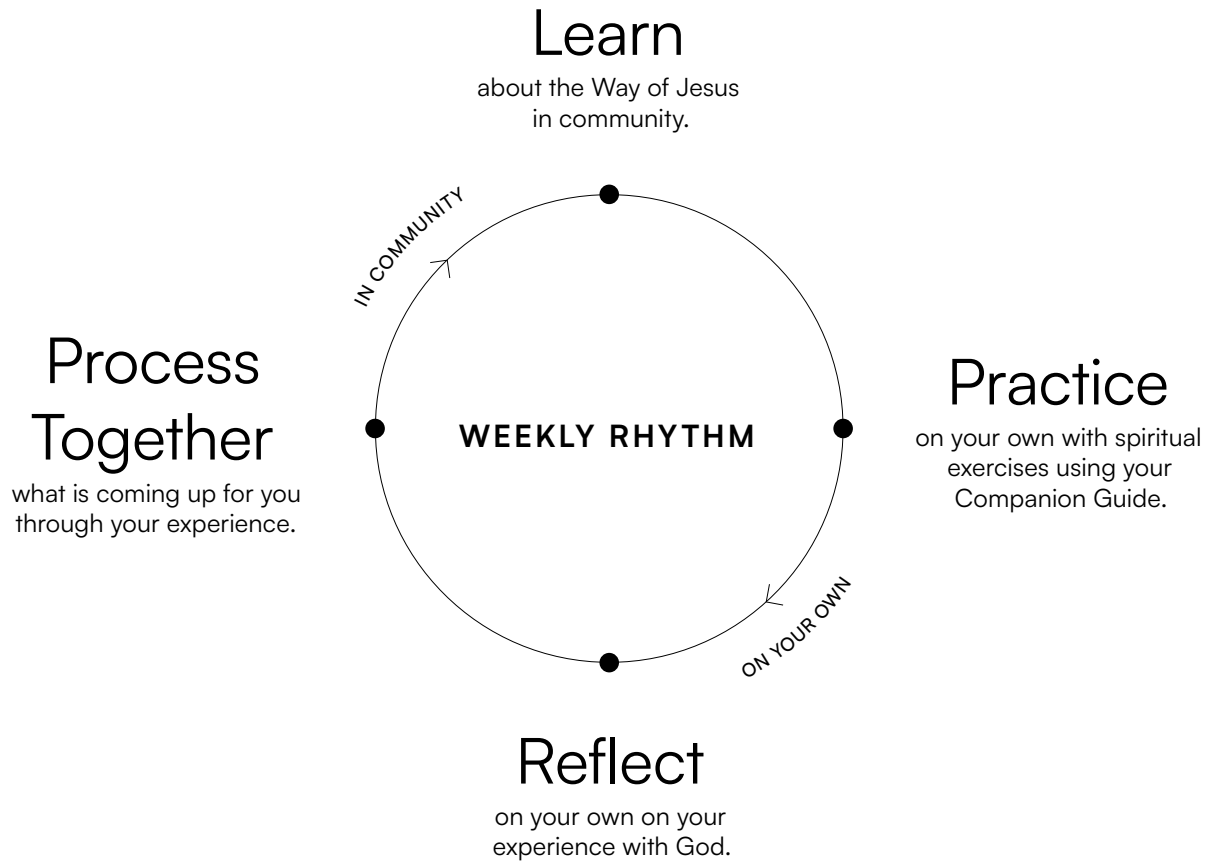 Learn
about the Way of Jesus
in community.
IN COMMUNITY
Process
Together
what is coming up for you
through your experience.
WEEKLY RHYTHM
Practice
on your own with spiritual
exercises using your
Companion Guide.
ON YOUR OWN
Reflect
on your own on your
experience with God.